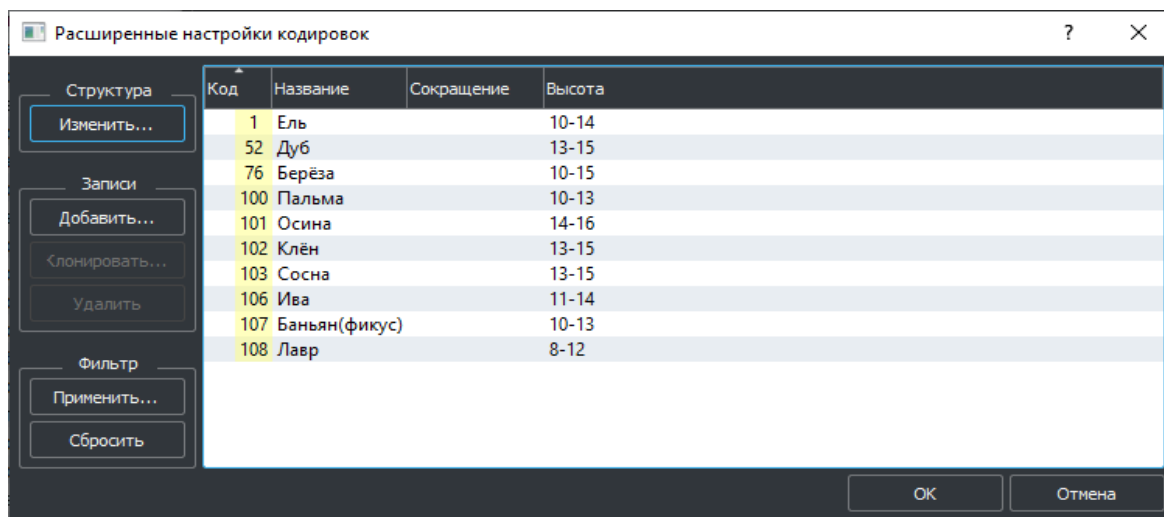 Расширенные настройки кодировок ?
Структура
Изменить...
Записи
Добавить...
Клонировать...
Удалить
Фильтр
Применить...
Сбросить
Код Название Сокращение Высота
1 Ель 10-14
52 Дуб 13-15
76 Берёза 10-15
100 Пальма 10-13
101 Осина 14-16
102 Клён 13-15
103 Сосна 13-15
106 Ива 11-14
107 Баньян(фикус) 10-13
108 Лавр 8-12
OK Отмена